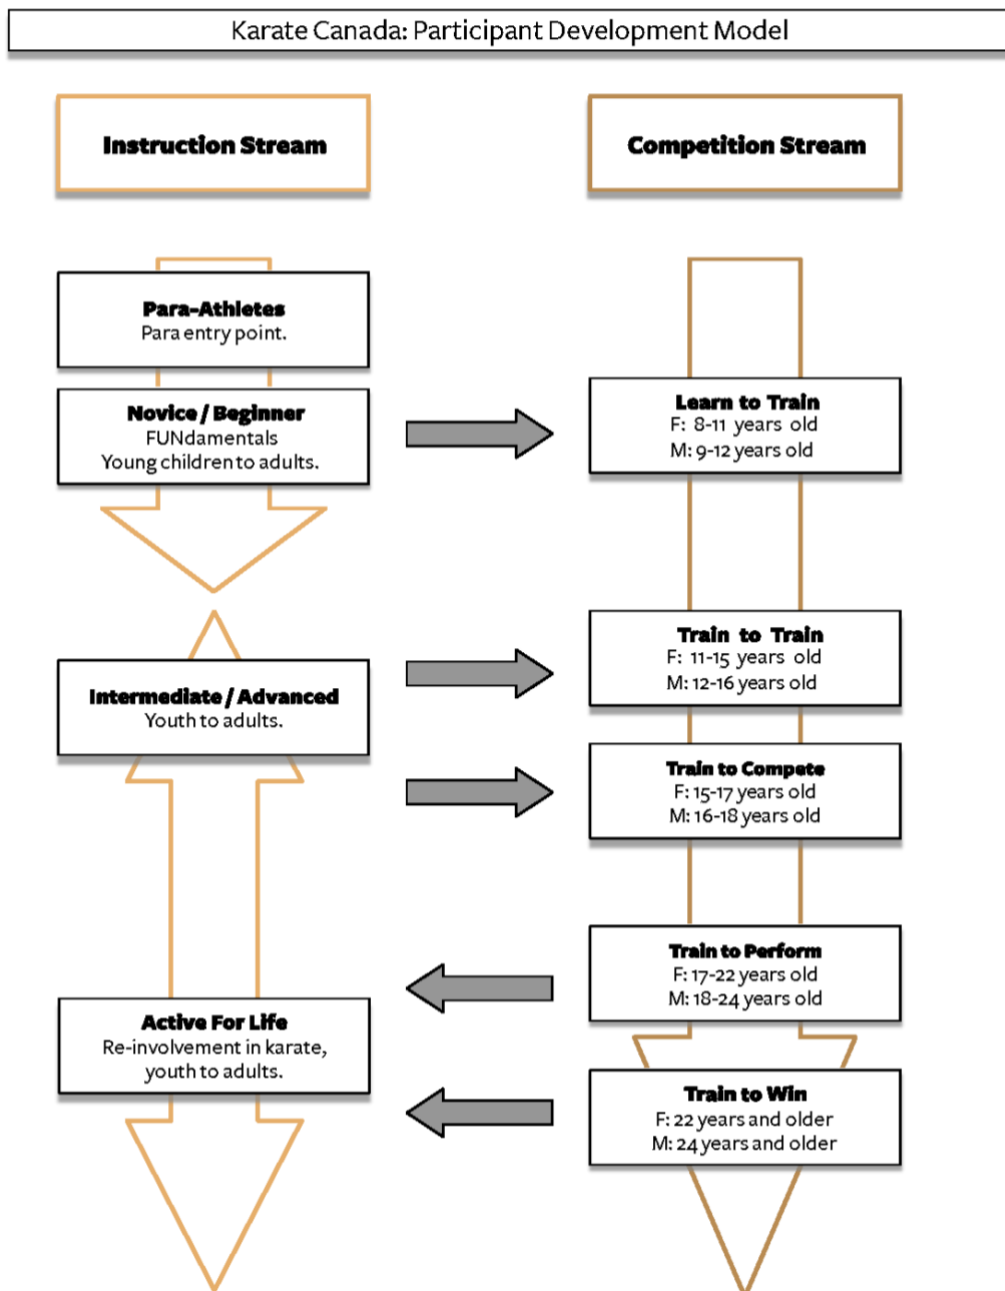 Karate Canada: Participant Development Model
Instruction Stream
Competition Stream
Para-Athletes
Para entry point.
Novice / Beginner
FUNdamentals
Young children to adults.
Learn to Train
F: 8-11 years old
M: 9-12 years old
Intermediate / Advanced
Youth to adults.
Train to Train
F: 11-15 years old
M: 12-16 years old
Train to Compete
F: 15-17 years old
M: 16-18 years old
Train to Perform
F: 17-22 years old
M: 18-24 years old
Active For Life
Re-involvement in karate,
youth to adults.
Train to Win
F: 22 years and older
M: 24 years and older